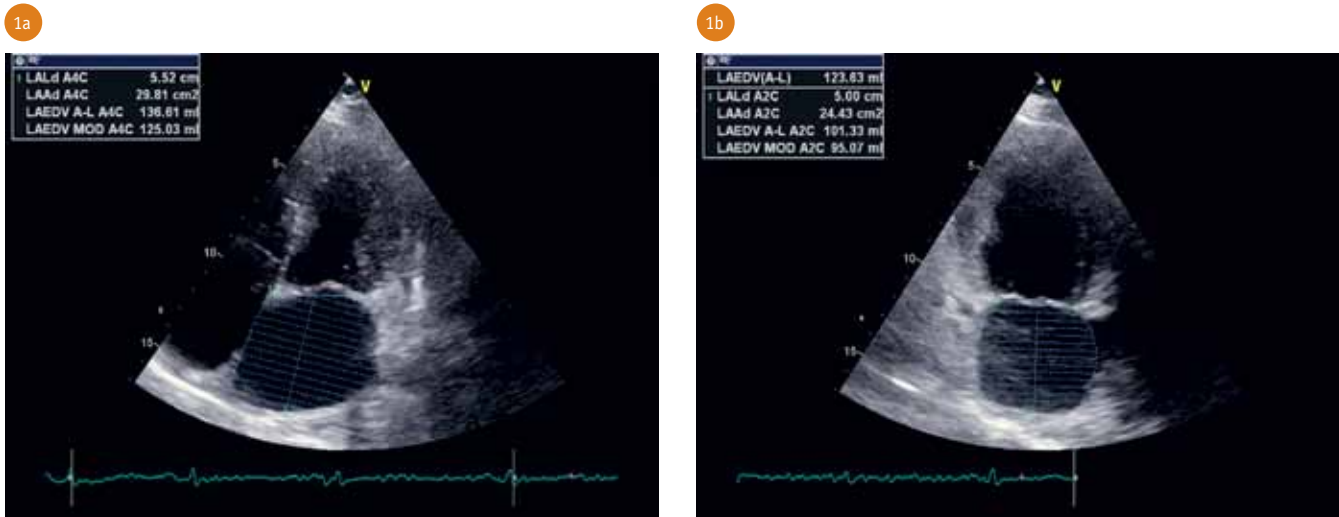 1a
LALd A4C 5.52 cm
LAAd A4C 29.81 cm2
LAEDV A-L A4C 136.61 ml
LAEDV MOD A4C 125.03 ml
V
5
10
15
1b
LAEDV(A-L) 123.63 ml
LALd A2C 5.00 cm
LAAd A2C 24.43 cm2
LAEDV A-L A2C 101.33 ml
LAEDV MOD A2C 95.07 ml
V
5
10
15